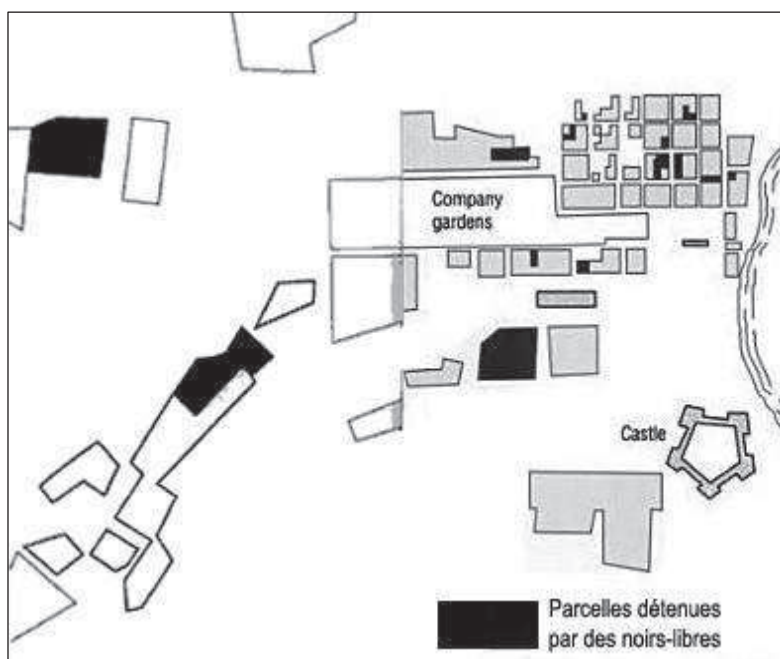 Company
gardens
Castle
Parcelles détenues
par des noirs-libres